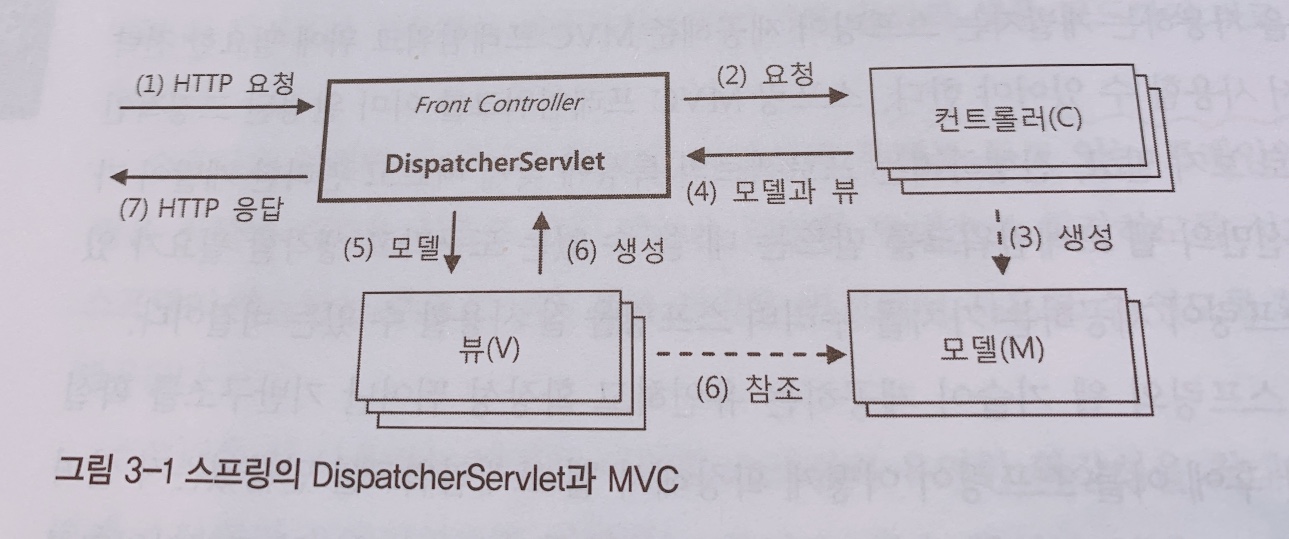 (1) HTTP 요청
Front Controller
DispatcherServlet
(2) 요청
컨트롤러(C)
(7) HTTP 응답
(4) 모델과 뷰
(5) 모델
(6) 생성
(3) 생성
뷰(V)
모델(M)
(6) 참조
그림 3-1 스프링의 DispatcherServlet과 MVC